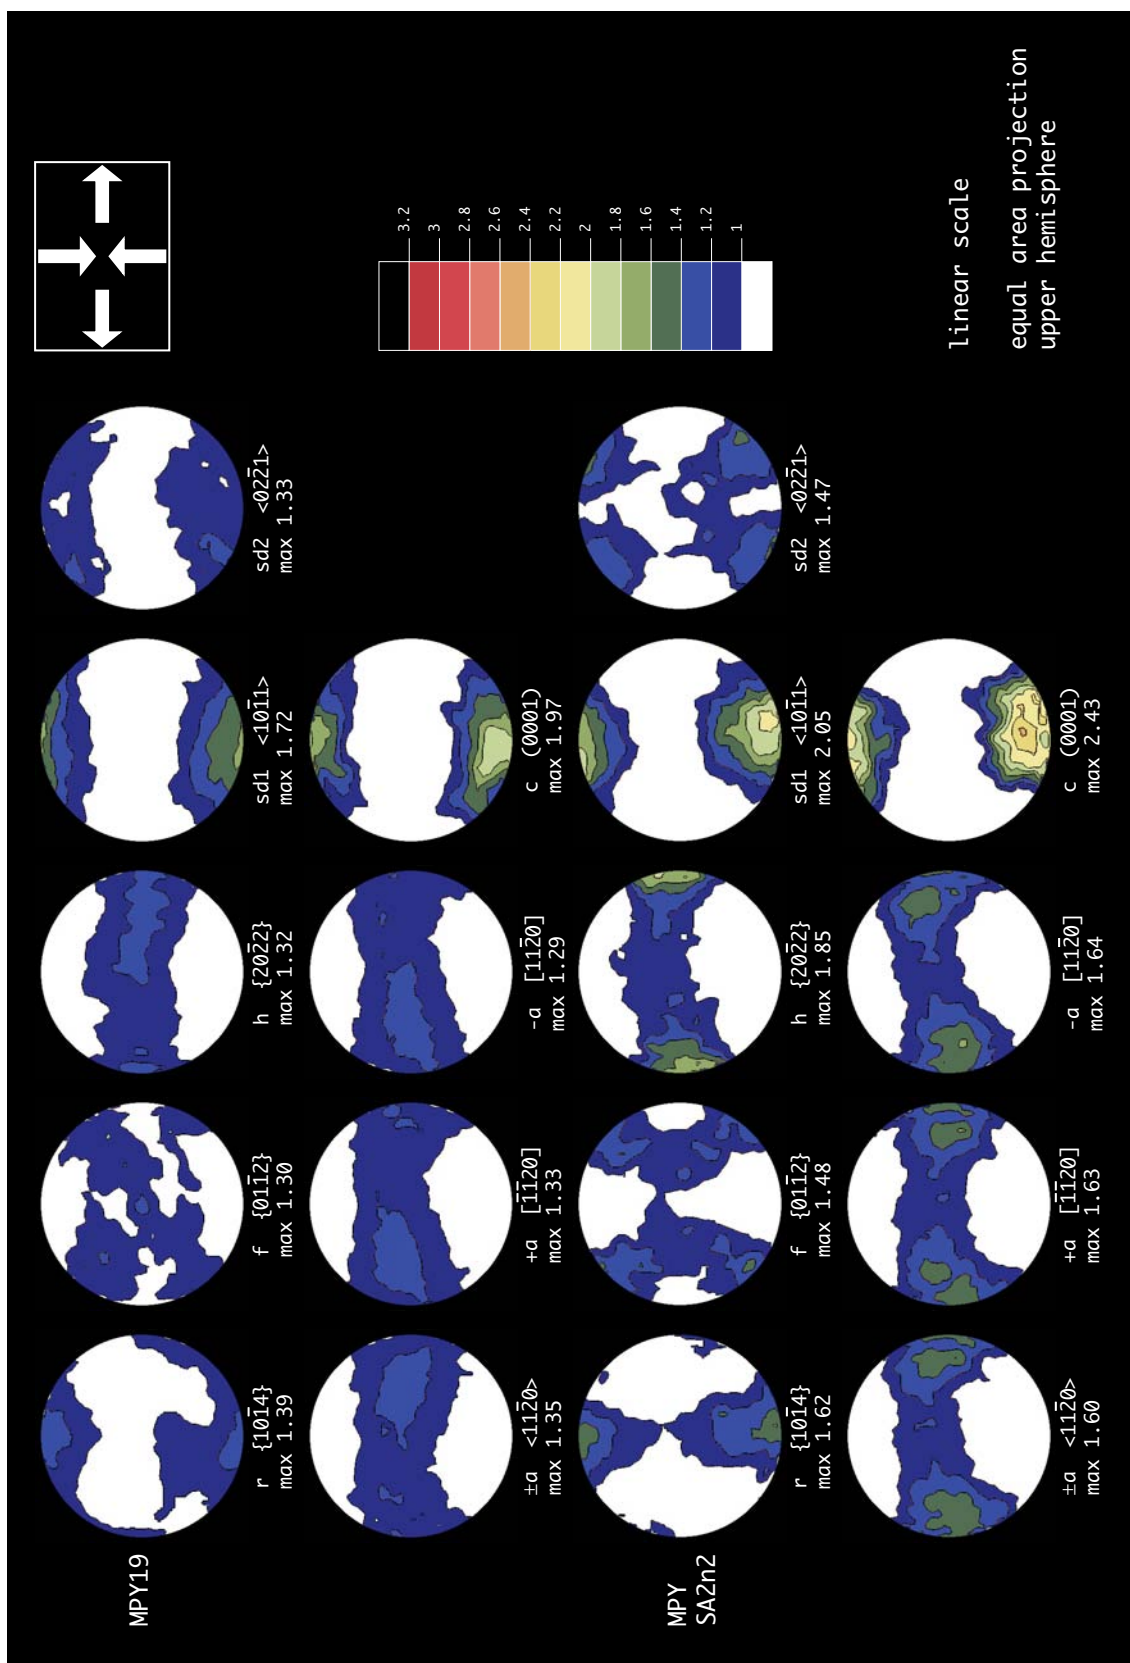 MPY19
r {101̄4}
max 1.39
f {011̄2}
max 1.30
h {202̄2}
max 1.32
sd1 <101̄1>
max 1.72
sd2 <022̄1>
max 1.33
±a <112̄0>
max 1.35
+a [1̄1̄20]
max 1.33
-a [112̄0]
max 1.29
c (0001)
max 1.97
MPY
SA2n2
r {101̄4}
max 1.62
f {011̄2}
max 1.48
h {202̄2}
max 1.85
sd1 <101̄1>
max 2.05
sd2 <022̄1>
max 1.47
±a <112̄0>
max 1.60
+a [1̄1̄20]
max 1.63
-a [112̄0]
max 1.64
c (0001)
max 2.43
3.2
3
2.8
2.6
2.4
2.2
2
1.8
1.6
1.4
1.2
1
linear scale
equal area projection
upper hemisphere